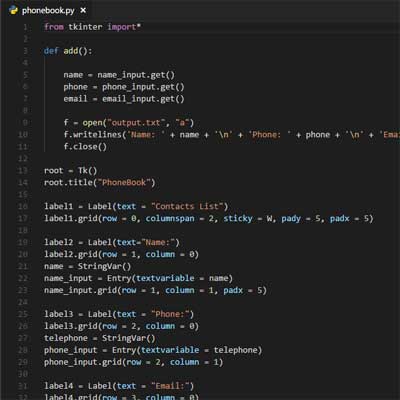 phonebook.py ×
1 from tkinter import*
2
3 def add():
4
5 name = name_input.get()
6 phone = phone_input.get()
7 email = email_input.get()
8
9 f = open("output.txt", "a")
10 f.writelines('Name: ' + name + '\n' + 'Phone: ' + phone + '\n' + 'Emai
11 f.close()
12
13 root = Tk()
14 root.title("PhoneBook")
15
16 label1 = Label(text = "Contacts List")
17 label1.grid(row = 0, columnspan = 2, sticky = W, pady = 5, padx = 5)
18
19 label2 = Label(text="Name:")
20 label2.grid(row = 1, column = 0)
21 name = StringVar()
22 name_input = Entry(textvariable = name)
23 name_input.grid(row = 1, column = 1, padx = 5)
24
25 label3 = Label(text = "Phone:")
26 label3.grid(row = 2, column = 0)
27 telephone = StringVar()
28 phone_input = Entry(textvariable = telephone)
29 phone_input.grid(row = 2, column = 1)
30
31 label4 = Label(text = "Email:")
32 label4.grid(row = 3, column = 0)